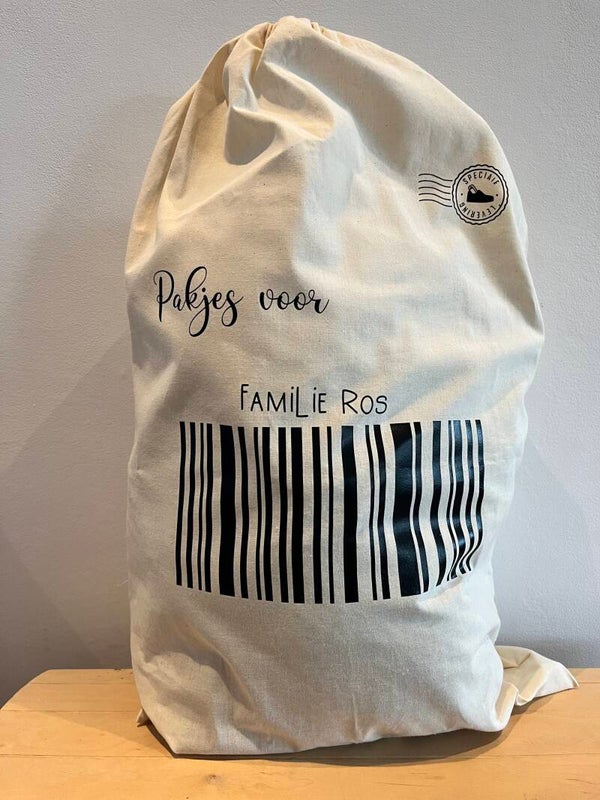 SPECIALE
LEVERING
Pakjes voor
FAMILIE ROS